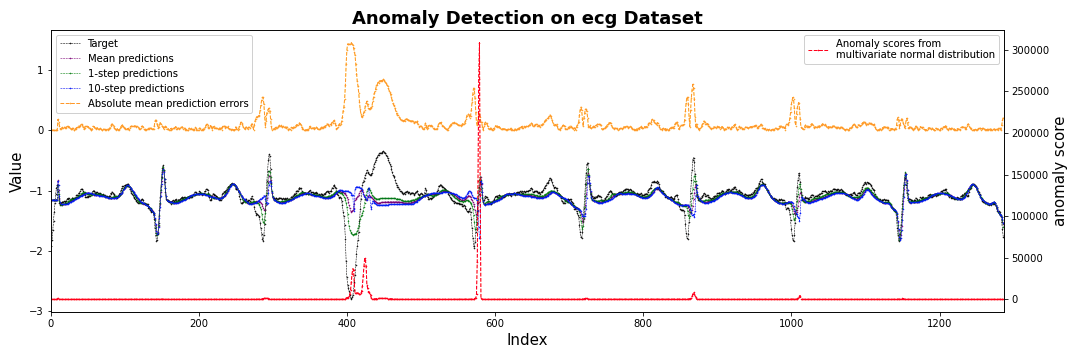 Anomaly Detection on ecg Dataset
Target
Mean predictions
1-step predictions
10-step predictions
Absolute mean prediction errors
Anomaly scores from
multivariate normal distribution
Value
1
0
−1
−2
−3
300000
250000
200000
150000
100000
50000
0
anomaly score
0
200
400
600
800
1000
1200
Index